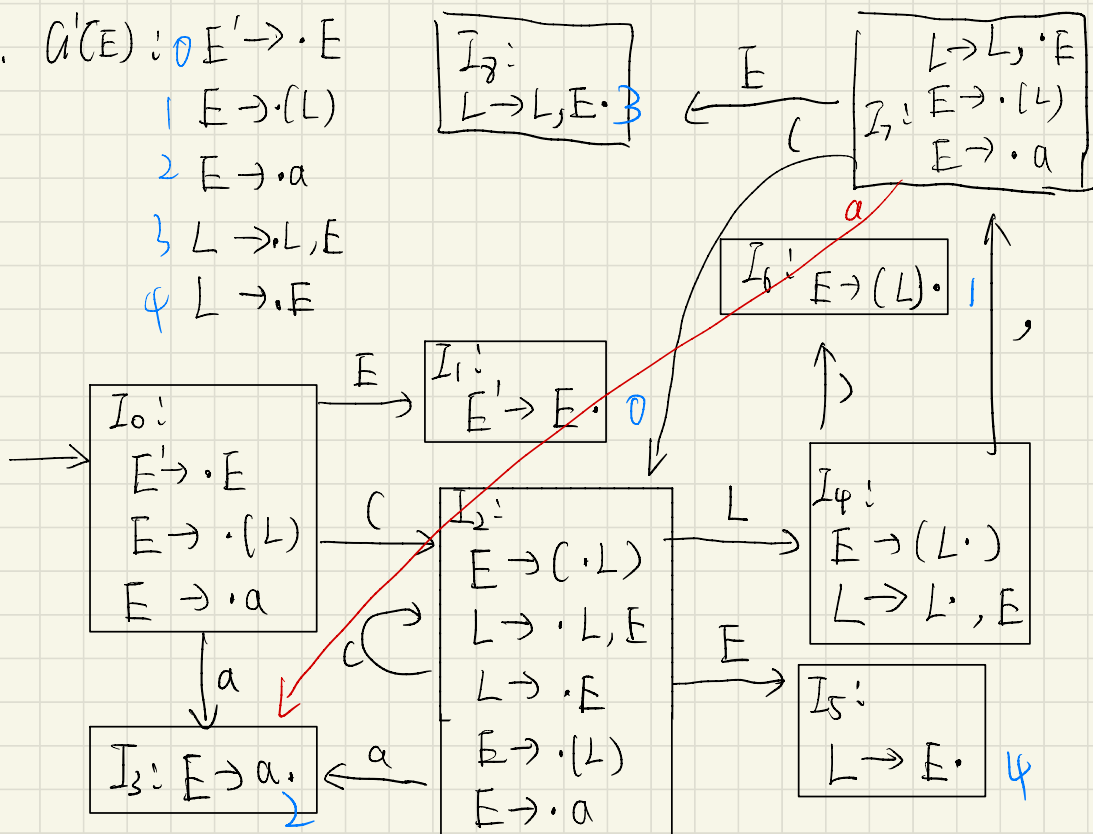 . G'(E): 0 E' → ·E
1 E → ·(L)
2 E → ·a
3 L → ·L,E
4 L → ·E
I8:
L → L,E· 3
E
(
a
L → L,·E
I7: E → ·(L)
E → ·a
I6: E → (L)· 1
)
,
I0:
E' → ·E
E → ·(L)
E → ·a
E
I1:
E' → E· 0
(
a
I2:
E → (·L)
L → ·L,E
L → ·E
E → ·(L)
E → ·a
(
a
L
E
I4:
E → (L·)
L → L·,E
I5:
L → E· 4
I3: E → a· 2